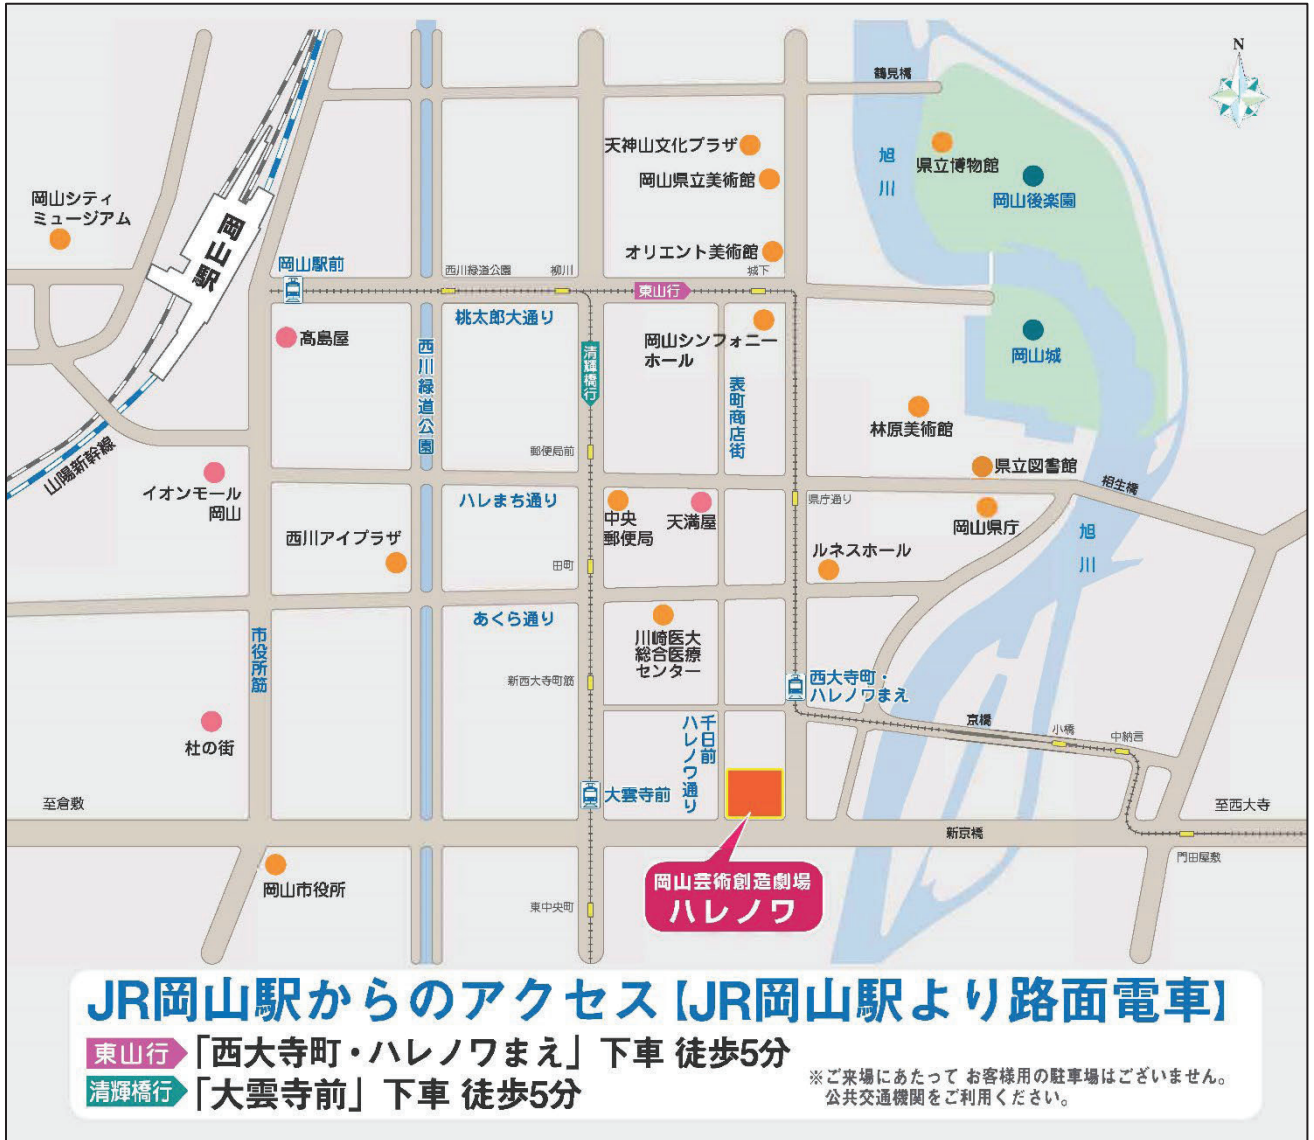 N
鶴見橋
天神山文化プラザ
旭川
県立博物館
岡山県立美術館
岡山後楽園
岡山シティ
ミュージアム
岡山駅
オリエント美術館
岡山駅前
西川緑道公園
柳川
城下
東山行
桃太郎大通り
岡山シンフォニー
ホール
髙島屋
岡山城
西川緑道公園
清輝橋行
表町商店街
林原美術館
山陽新幹線
郵便局前
県立図書館
相生橋
イオンモール
岡山
ハレまち通り
中央
郵便局
天満屋
県庁通り
岡山県庁
西川アイプラザ
ルネスホール
旭川
田町
あくら通り
川崎医大
総合医療
センター
市役所筋
新西大寺町筋
西大寺町・
ハレノワまえ
千日前
ハレノワ通り
京橋
小橋
中納言
杜の街
至倉敷
大雲寺前
至西大寺
新京橋
門田屋敷
岡山市役所
東中央町
岡山芸術創造劇場
ハレノワ
JR岡山駅からのアクセス【JR岡山駅より路面電車】
東山行「西大寺町・ハレノワまえ」下車 徒歩5分
清輝橋行「大雲寺前」下車 徒歩5分
※ご来場にあたって お客様用の駐車場はございません。
公共交通機関をご利用ください。